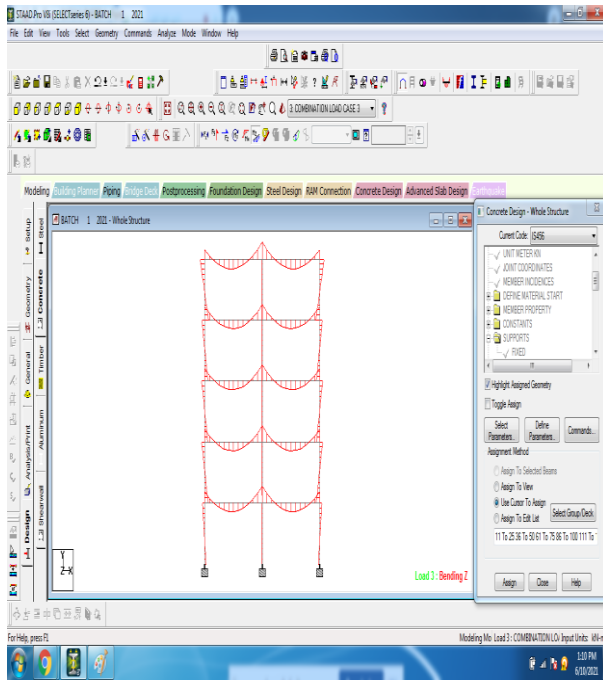 STAAD.Pro V8i (SELECTseries 6) - BATCH 1 2021
File Edit View Tools Select Geometry Commands Analyze Mode Window Help
3: COMBINATION LOAD CASE 3
Modeling Building Planner Piping Bridge Deck Postprocessing Foundation Design Steel Design RAM Connection Concrete Design Advanced Slab Design Earthquake
Setup
Geometry
General
Analysis/Print
Design
Steel
Concrete
Timber
Aluminum
Shearwall
BATCH 1 2021 - Whole Structure
Y
Z X
Load 3 : Bending Z
Concrete Design - Whole Structure
Current Code: IS456
UNIT METER KN
JOINT COORDINATES
MEMBER INCIDENCES
DEFINE MATERIAL START
MEMBER PROPERTY
CONSTANTS
SUPPORTS
FIXED
Highlight Assigned Geometry
Toggle Assign
Select Parameters...
Define Parameters...
Commands...
Assignment Method
Assign To Selected Beams
Assign To View
Use Cursor To Assign
Assign To Edit List
Select Group/Deck
11 To 25 36 To 50 61 To 75 86 To 100 111 To
Assign Close Help
For Help, press F1
Modeling Mo Load 3 : COMBINATION LOA Input Units: kN-m
1:10 PM
6/10/2021